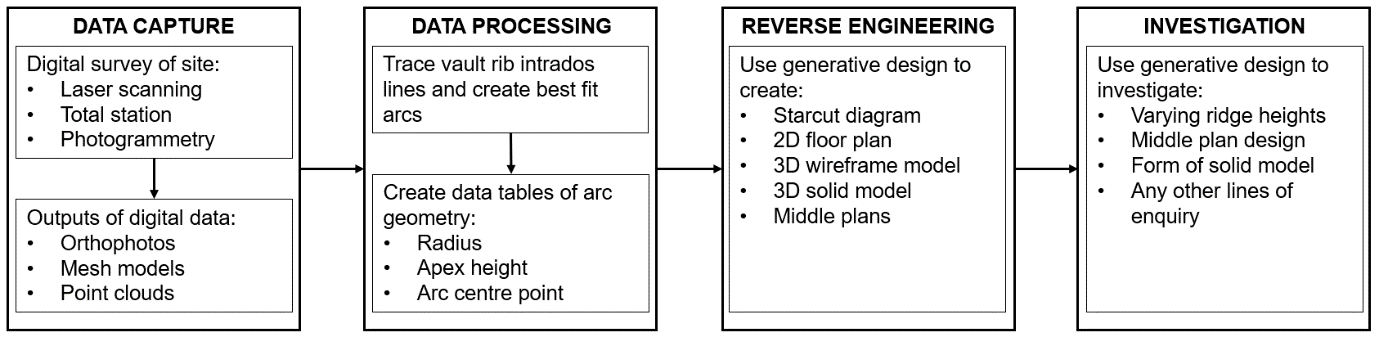 DATA CAPTURE
Digital survey of site:
• Laser scanning
• Total station
• Photogrammetry
Outputs of digital data:
• Orthophotos
• Mesh models
• Point clouds
DATA PROCESSING
Trace vault rib intrados
lines and create best fit
arcs
Create data tables of arc
geometry:
• Radius
• Apex height
• Arc centre point
REVERSE ENGINEERING
Use generative design to
create:
• Starcut diagram
• 2D floor plan
• 3D wireframe model
• 3D solid model
• Middle plans
INVESTIGATION
Use generative design to
investigate:
• Varying ridge heights
• Middle plan design
• Form of solid model
• Any other lines of
enquiry